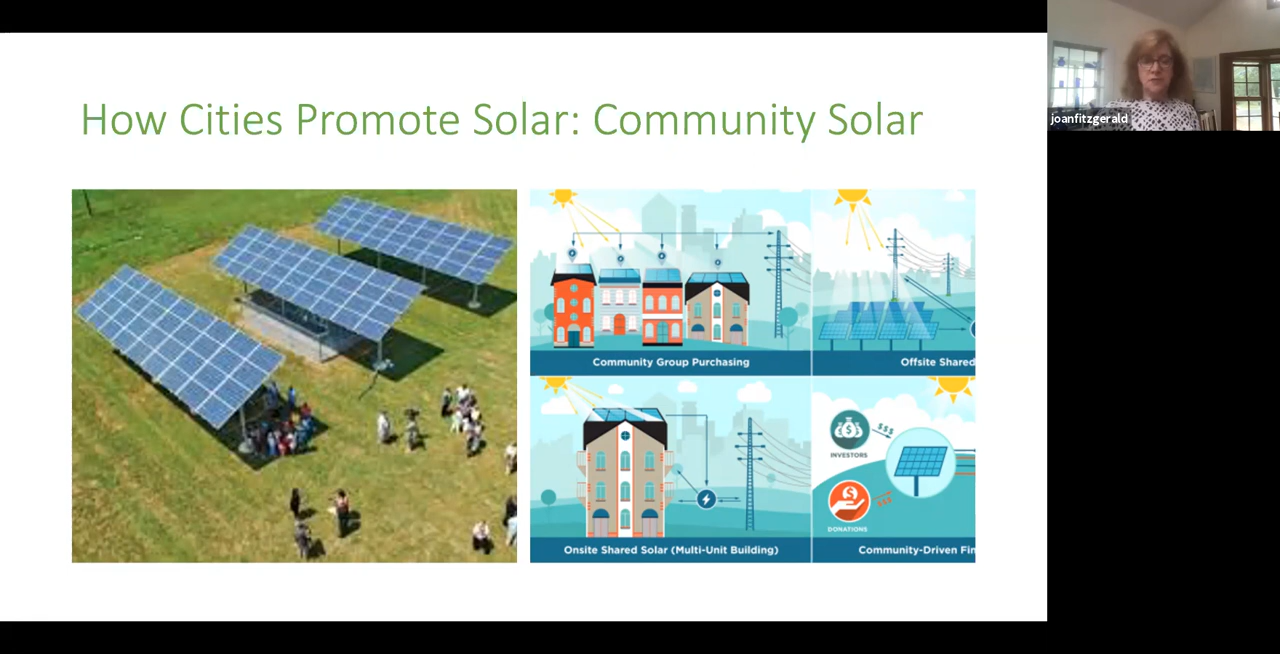 How Cities Promote Solar: Community Solar
joanfitzgerald
Community Group Purchasing
Offsite Shared
INVESTORS
$$$
$
DONATIONS
$$$
Onsite Shared Solar (Multi-Unit Building)
Community-Driven Fin